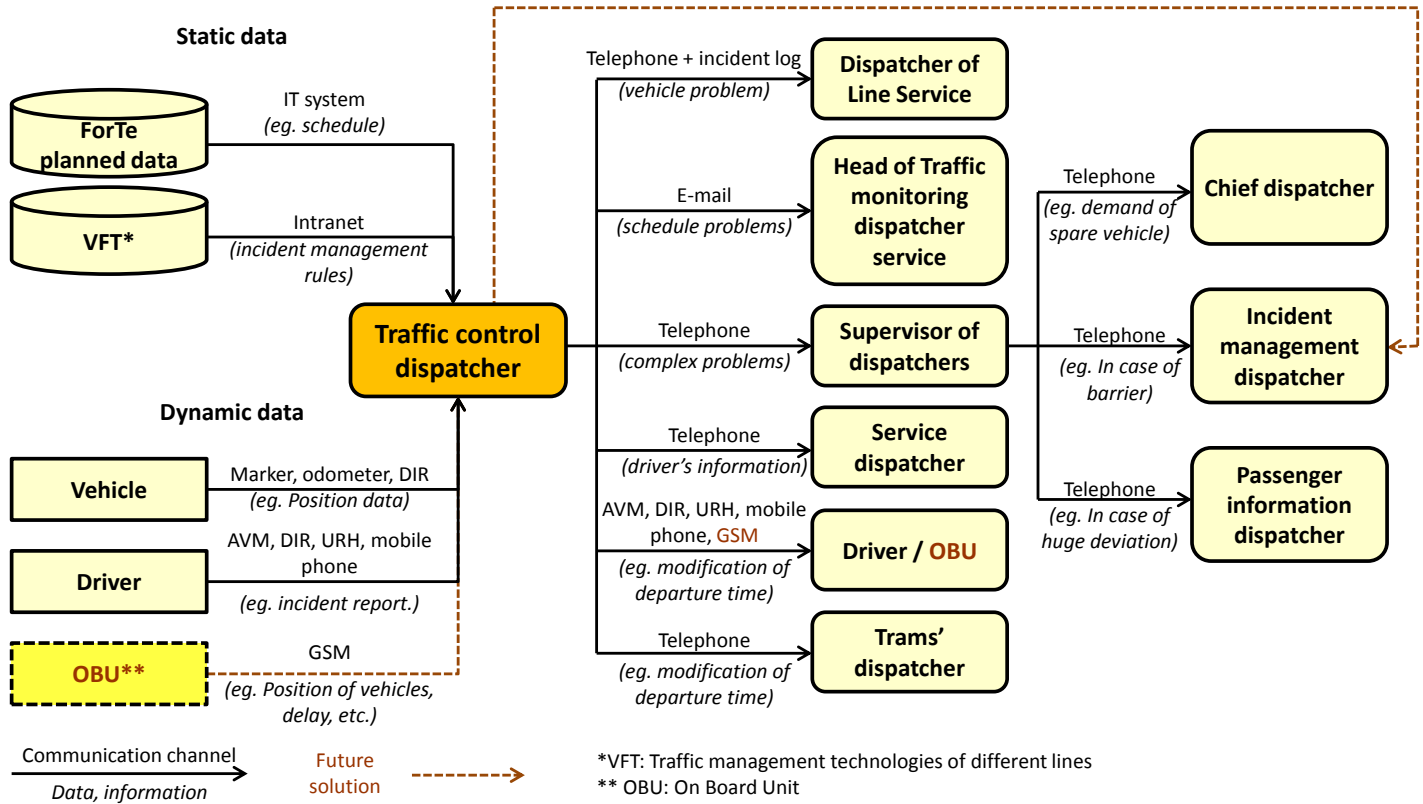 Static data
ForTe
planned data
IT system
(eg. schedule)
VFT*
Intranet
(incident management
rules)
Traffic control
dispatcher
Dynamic data
Vehicle
Marker, odometer, DIR
(eg. Position data)
Driver
AVM, DIR, URH, mobile
phone
(eg. incident report.)
OBU**
GSM
(eg. Position of vehicles,
delay, etc.)
Telephone + incident log
(vehicle problem)
Dispatcher of
Line Service
E-mail
(schedule problems)
Head of Traffic
monitoring
dispatcher
service
Telephone
(complex problems)
Supervisor of
dispatchers
Telephone
(driver's information)
Service
dispatcher
AVM, DIR, URH, mobile
phone, GSM
(eg. modification of
departure time)
Driver / OBU
Telephone
(eg. modification of
departure time)
Trams'
dispatcher
Telephone
(eg. demand of
spare vehicle)
Chief dispatcher
Telephone
(eg. In case of
barrier)
Incident
management
dispatcher
Telephone
(eg. In case of
huge deviation)
Passenger
information
dispatcher
Communication channel
Data, information
Future
solution
*VFT: Traffic management technologies of different lines
** OBU: On Board Unit